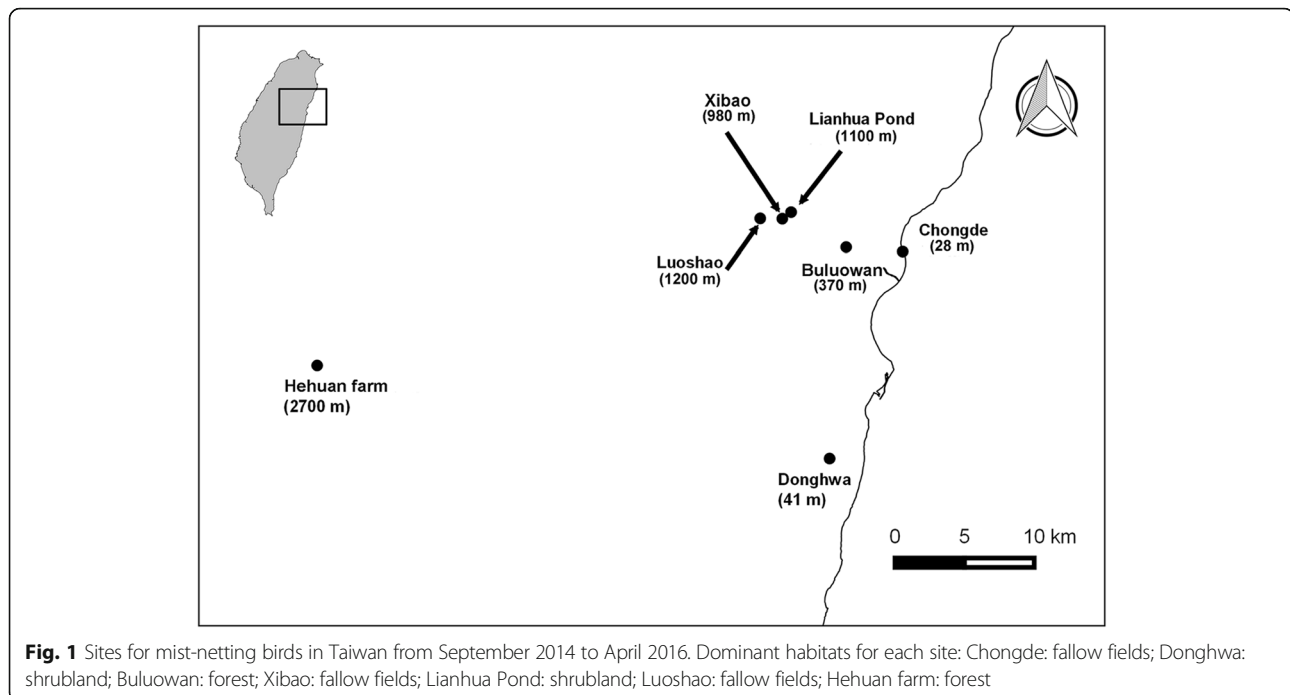 Xibao
(980 m)
Lianhua Pond
(1100 m)
Chongde
(28 m)
Luoshao
(1200 m)
Buluowan
(370 m)
Hehuan farm
(2700 m)
Donghwa
(41 m)
0 5 10 km
Fig. 1 Sites for mist-netting birds in Taiwan from September 2014 to April 2016. Dominant habitats for each site: Chongde: fallow fields; Donghwa:
shrubland; Buluowan: forest; Xibao: fallow fields; Lianhua Pond: shrubland; Luoshao: fallow fields; Hehuan farm: forest